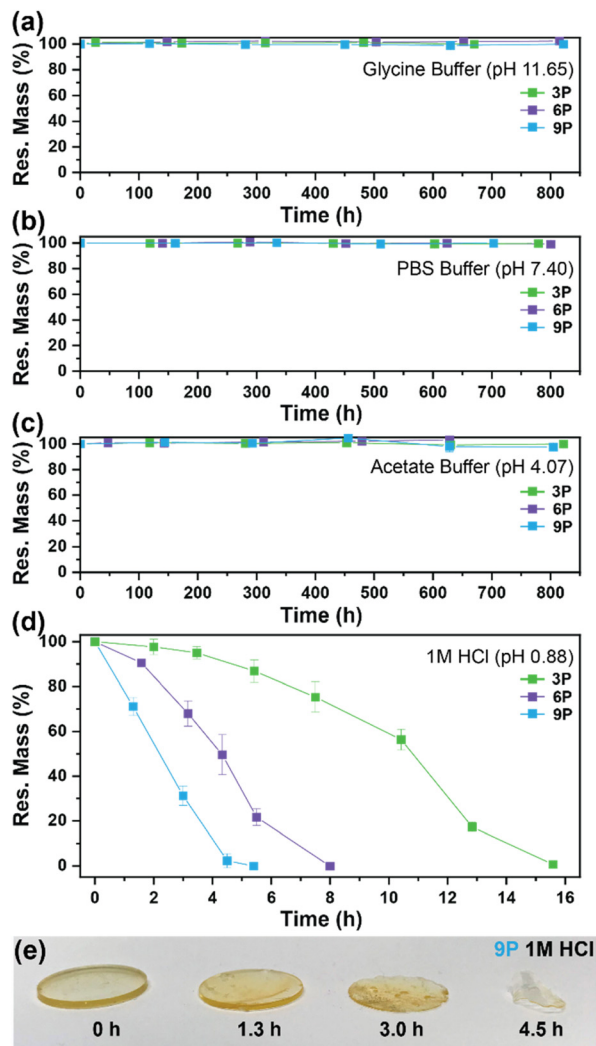 (a)
Res. Mass (%)
100
80
60
40
20
0
Glycine Buffer (pH 11.65)
3P
6P
9P
0 100 200 300 400 500 600 700 800
Time (h)
(b)
Res. Mass (%)
100
80
60
40
20
0
PBS Buffer (pH 7.40)
3P
6P
9P
0 100 200 300 400 500 600 700 800
Time (h)
(c)
Res. Mass (%)
100
80
60
40
20
0
Acetate Buffer (pH 4.07)
3P
6P
9P
0 100 200 300 400 500 600 700 800
Time (h)
(d)
Res. Mass (%)
100
80
60
40
20
0
1M HCl (pH 0.88)
3P
6P
9P
0 2 4 6 8 10 12 14 16
Time (h)
(e)
9P 1M HCl
0 h 1.3 h 3.0 h 4.5 h